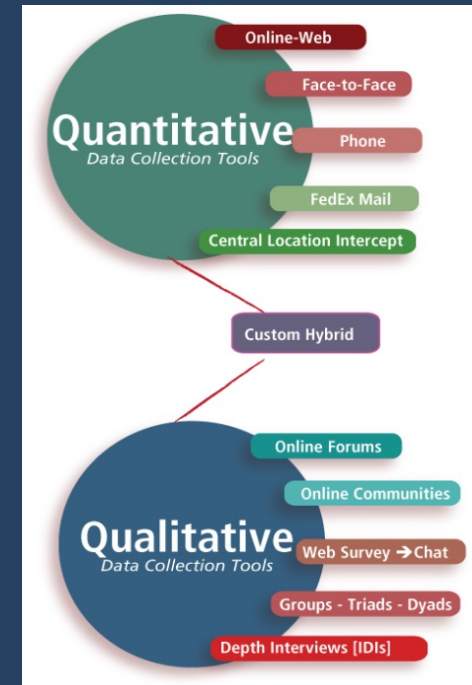 Online-Web
Face-to-Face
Quantitative
Data Collection Tools
Phone
FedEx Mail
Central Location Intercept
Custom Hybrid
Online Forums
Online Communities
Qualitative
Data Collection Tools
Web Survey ➔Chat
Groups - Triads - Dyads
Depth Interviews [IDIs]